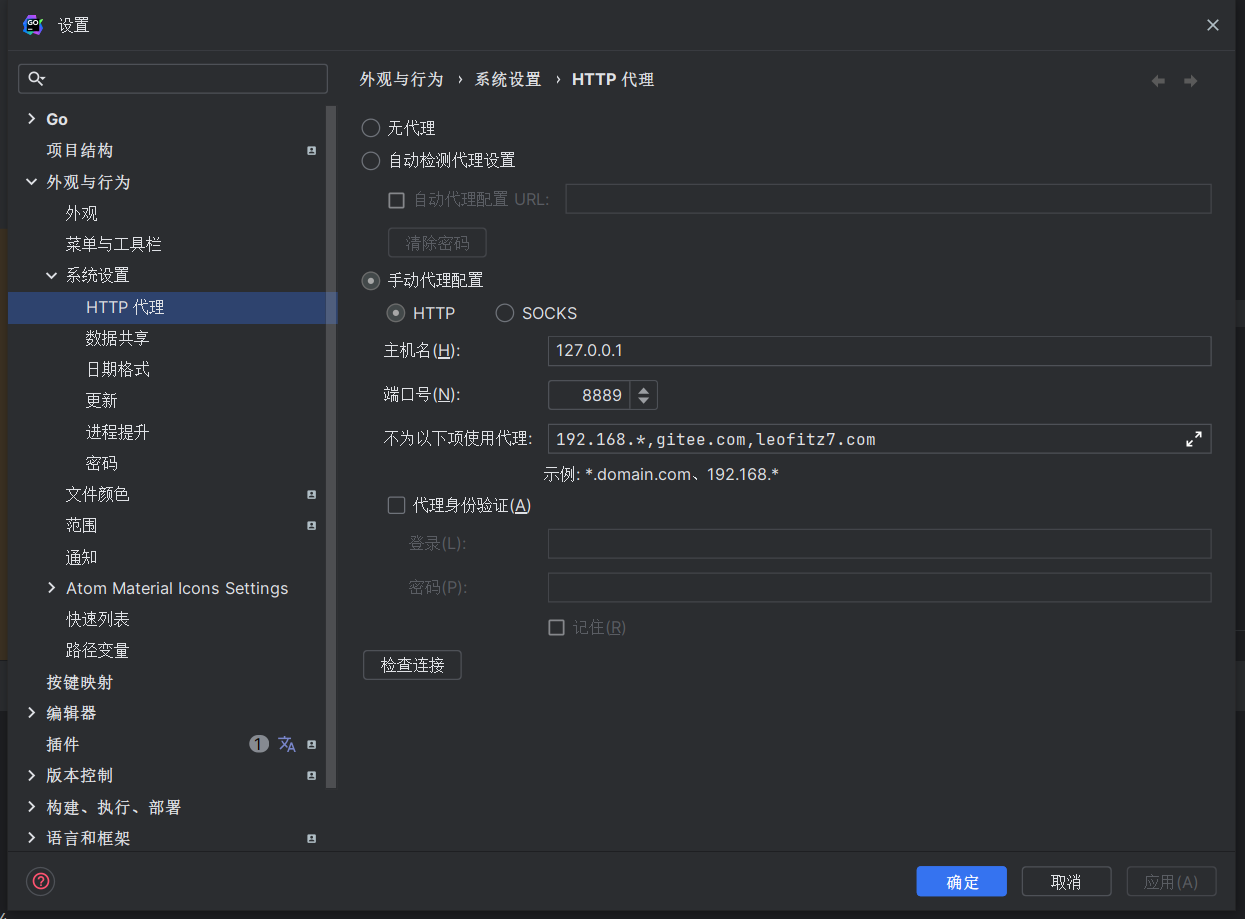 GO
设置
外观与行为 › 系统设置 › HTTP 代理
Go
项目结构
外观与行为
外观
菜单与工具栏
系统设置
HTTP 代理
数据共享
日期格式
更新
进程提升
密码
文件颜色
范围
通知
Atom Material Icons Settings
快速列表
路径变量
按键映射
编辑器
插件 1
版本控制
构建、执行、部署
语言和框架
无代理
自动检测代理设置
自动代理配置 URL:
清除密码
手动代理配置
HTTP SOCKS
主机名(H): 127.0.0.1
端口号(N): 8889
不为以下项使用代理: 192.168.*,gitee.com,leofitz7.com
示例: *.domain.com、192.168.*
代理身份验证(A)
登录(L):
密码(P):
记住(R)
检查连接
? 确定 取消 应用(A)